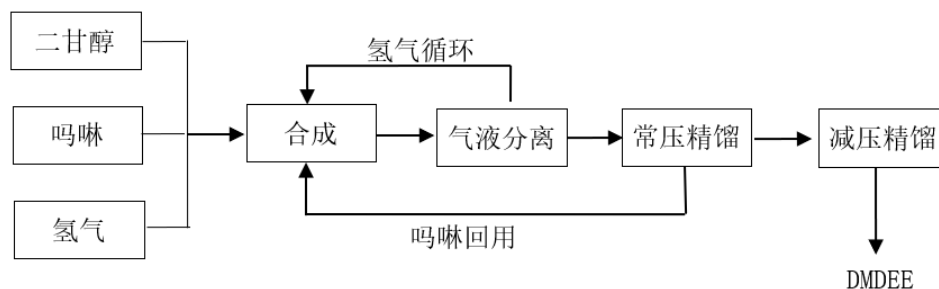 二甘醇
吗啉
氢气
氢气循环
合成
气液分离
常压精馏
减压精馏
吗啉回用
DMDEE